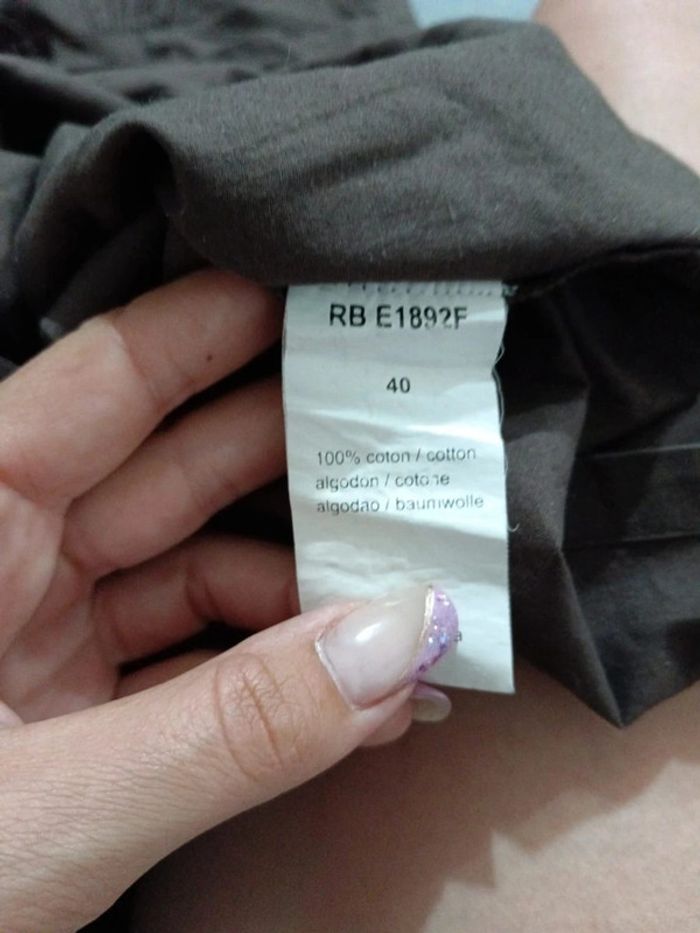 RB E1892F
40
100% coton / cotton
algodon / cotone
algodao / baumwolle